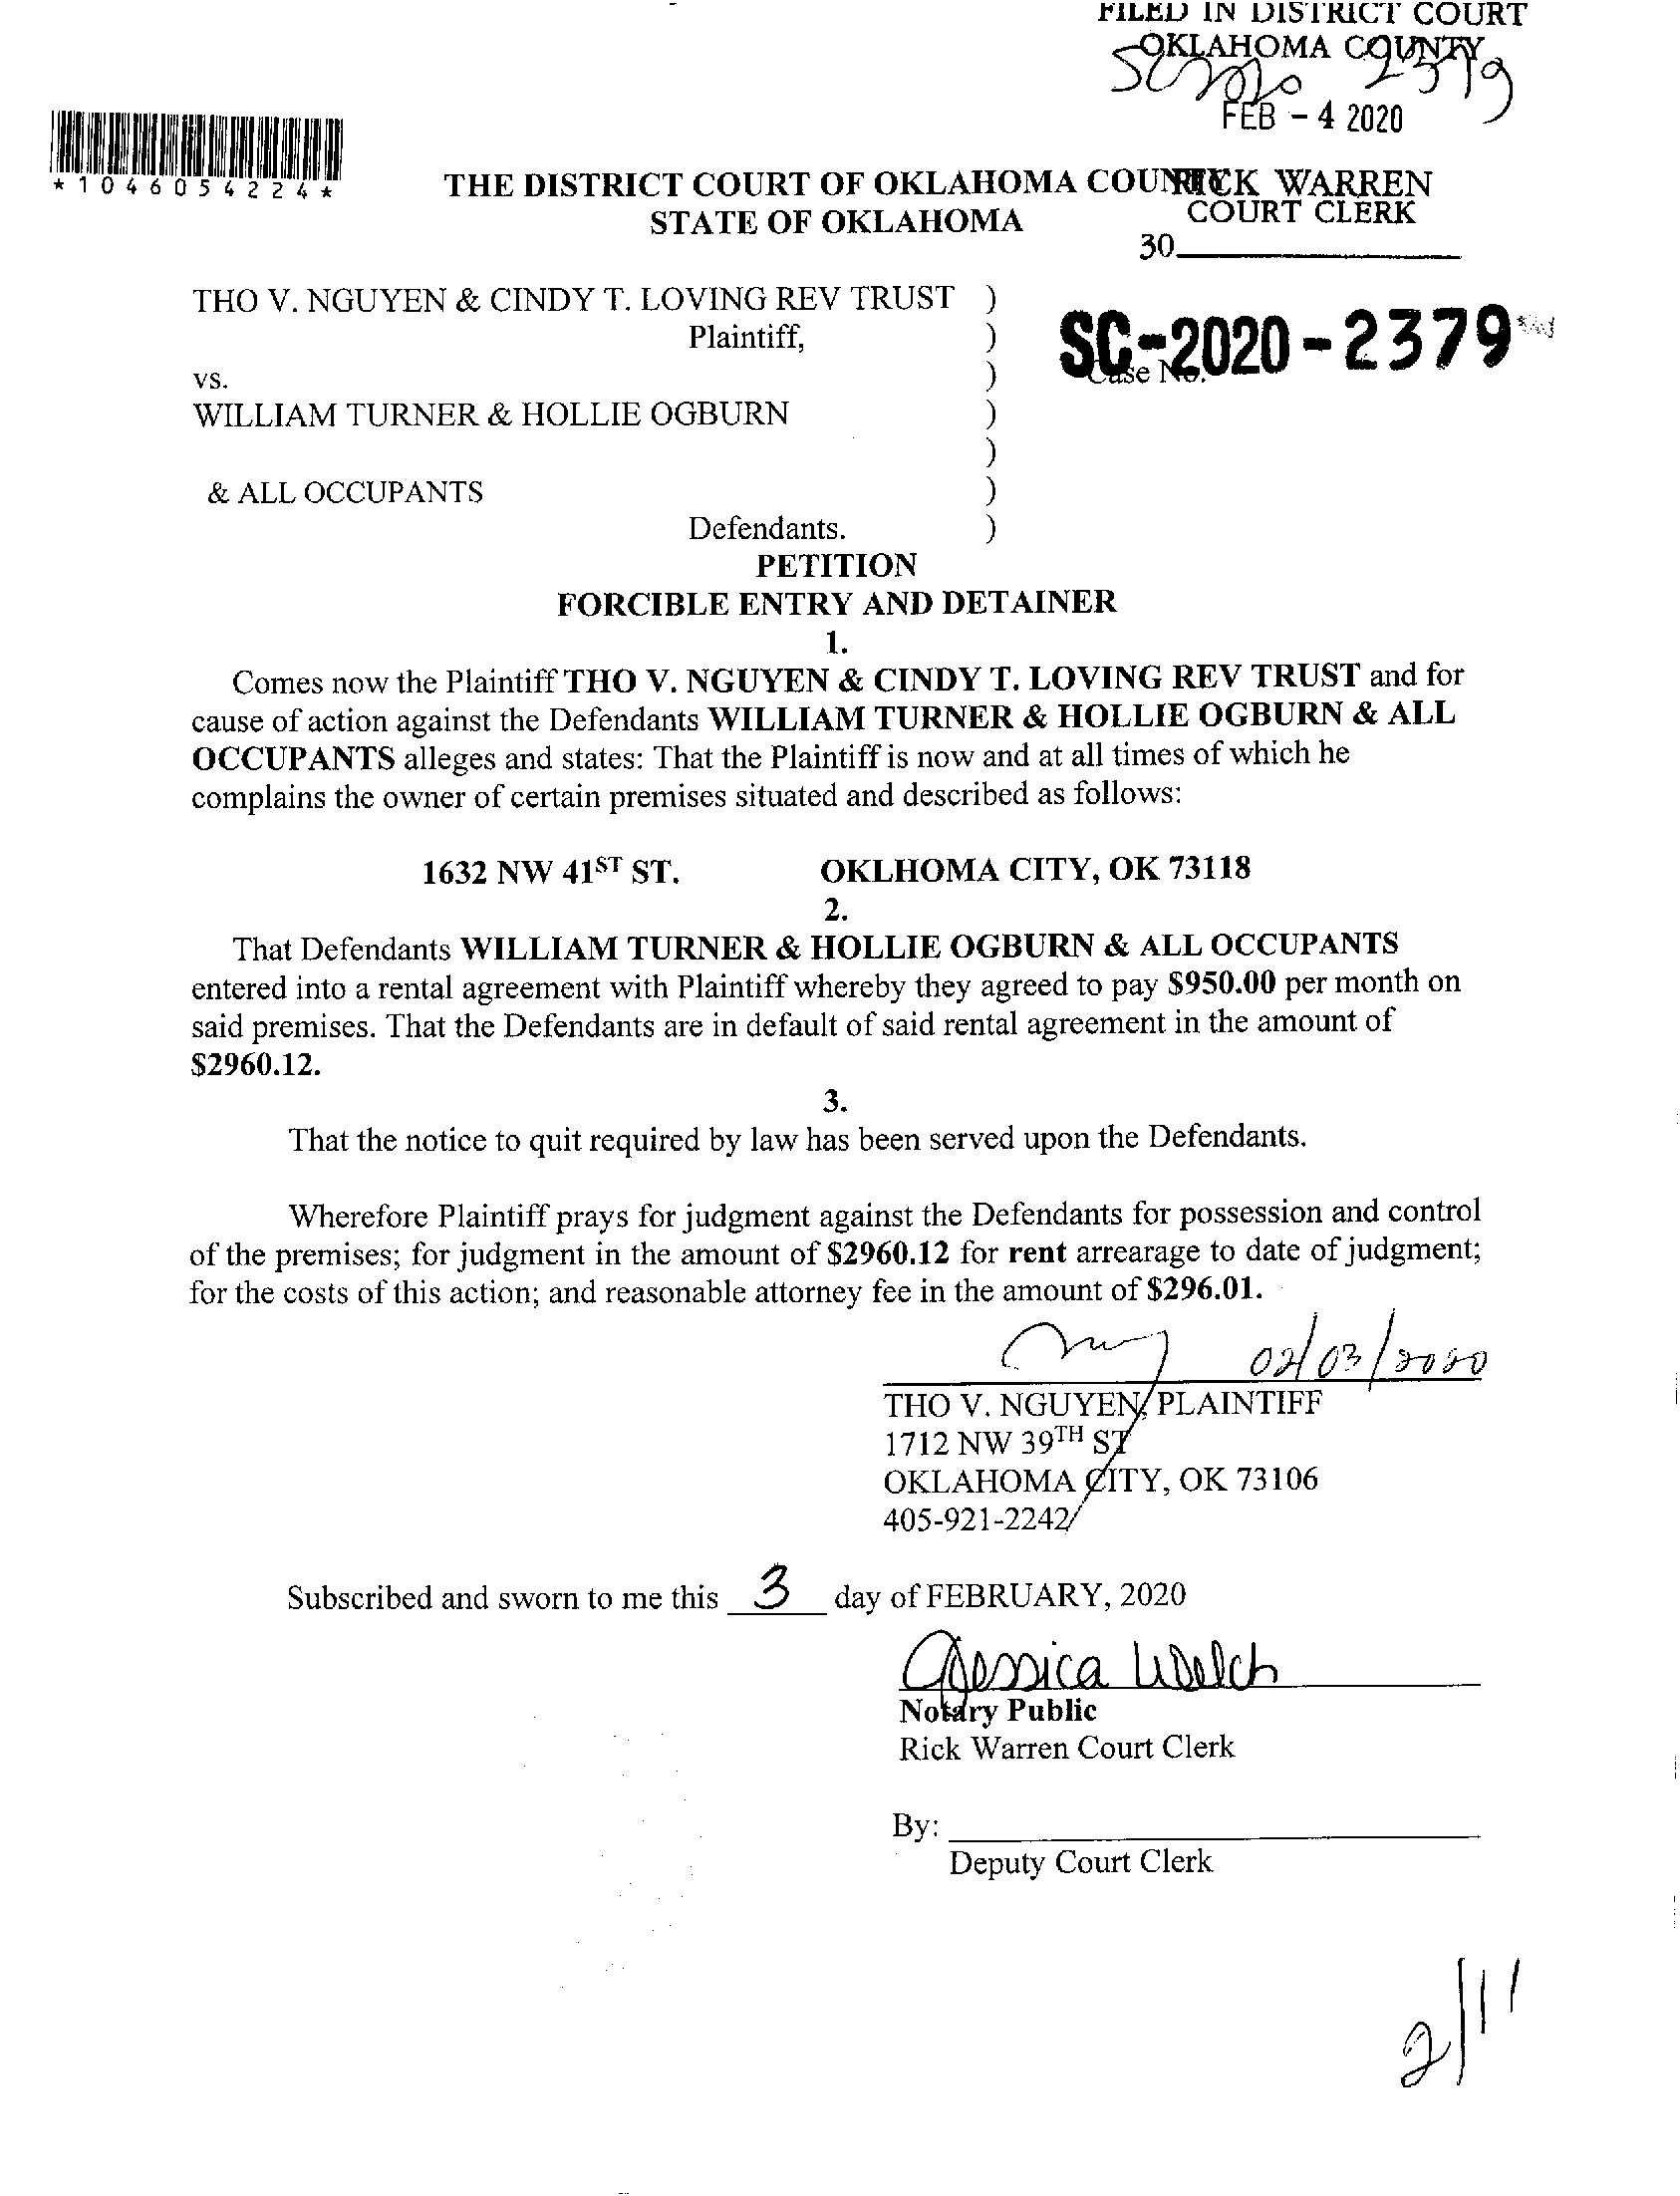 FILED IN DISTRICT COURT
OKLAHOMA COUNTY
2379
FEB - 4 2020
*1046054224*
THE DISTRICT COURT OF OKLAHOMA COUNTY
RICK WARREN
STATE OF OKLAHOMA
COURT CLERK
30
THO V. NGUYEN & CINDY T. LOVING REV TRUST )
Plaintiff, )
SC-2020-2379
Case No.
vs. )
WILLIAM TURNER & HOLLIE OGBURN )
)
& ALL OCCUPANTS )
Defendants. )
PETITION
FORCIBLE ENTRY AND DETAINER
1.
Comes now the Plaintiff THO V. NGUYEN & CINDY T. LOVING REV TRUST and for
cause of action against the Defendants WILLIAM TURNER & HOLLIE OGBURN & ALL
OCCUPANTS alleges and states: That the Plaintiff is now and at all times of which he
complains the owner of certain premises situated and described as follows:
1632 NW 41ST ST. OKLHOMA CITY, OK 73118
2.
That Defendants WILLIAM TURNER & HOLLIE OGBURN & ALL OCCUPANTS
entered into a rental agreement with Plaintiff whereby they agreed to pay $950.00 per month on
said premises. That the Defendants are in default of said rental agreement in the amount of
$2960.12.
3.
That the notice to quit required by law has been served upon the Defendants.
Wherefore Plaintiff prays for judgment against the Defendants for possession and control
of the premises; for judgment in the amount of $2960.12 for rent arrearage to date of judgment;
for the costs of this action; and reasonable attorney fee in the amount of $296.01.
02/03/2020
THO V. NGUYEN, PLAINTIFF
1712 NW 39TH ST
OKLAHOMA CITY, OK 73106
405-921-2242
Subscribed and sworn to me this 3 day of FEBRUARY, 2020
Jessica Welch
Notary Public
Rick Warren Court Clerk
By:
Deputy Court Clerk
2/11